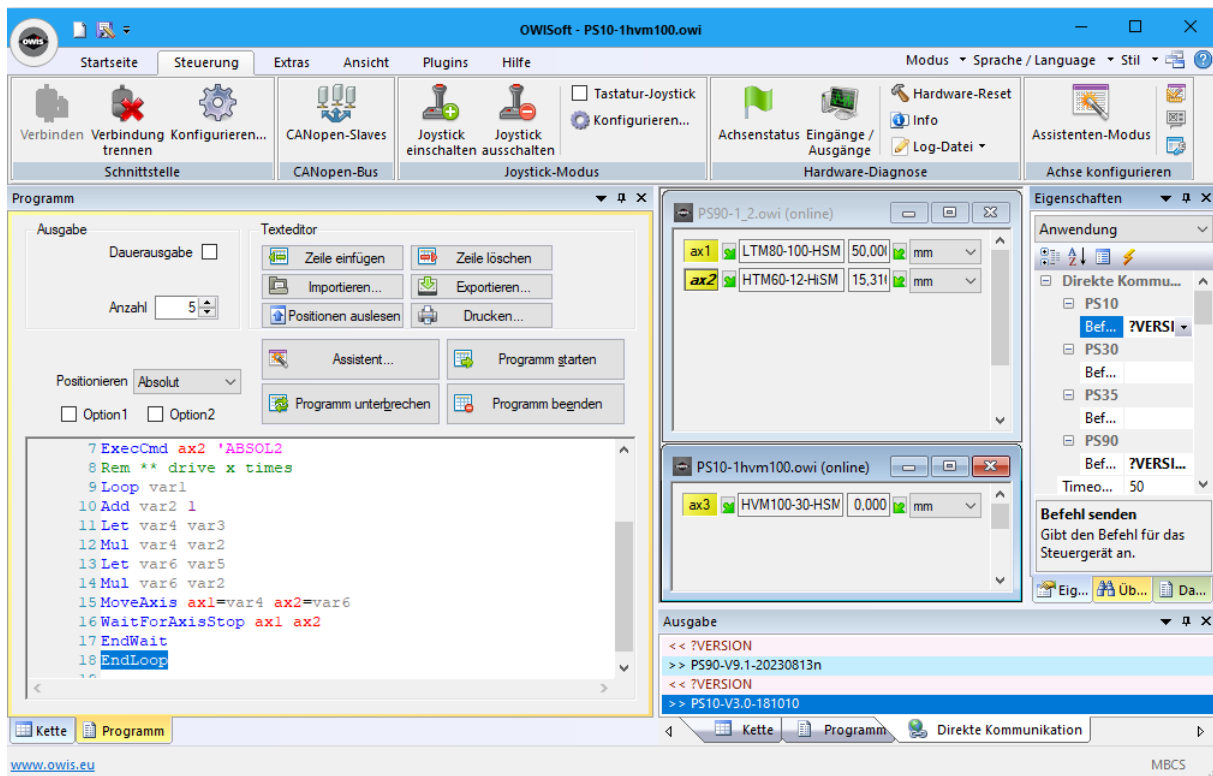 owis
OWISoft - PS10-1hvm100.owi
Startseite Steuerung Extras Ansicht Plugins Hilfe Modus Sprache / Language Stil
Verbinden Verbindung trennen Konfigurieren...
Schnittstelle
CANopen-Slaves
CANopen-Bus
Joystick einschalten Joystick ausschalten
Tastatur-Joystick
Konfigurieren...
Joystick-Modus
Achsenstatus Eingänge / Ausgänge
Hardware-Reset
Info
Log-Datei
Hardware-Diagnose
Assistenten-Modus
Achse konfigurieren
Programm
Ausgabe
Dauerausgabe
Anzahl 5
Texteditor
Zeile einfügen Zeile löschen
Importieren... Exportieren...
Positionen auslesen Drucken...
Positionieren Absolut
Option1 Option2
Assistent... Programm starten
Programm unterbrechen Programm beenden
7 ExecCmd ax2 'ABSOL2
8 Rem ** drive x times
9 Loop var1
10 Add var2 1
11 Let var4 var3
12 Mul var4 var2
13 Let var6 var5
14 Mul var6 var2
15 MoveAxis ax1=var4 ax2=var6
16 WaitForAxisStop ax1 ax2
17 EndWait
18 EndLoop
Kette Programm
PS90-1_2.owi (online)
ax1 LTM80-100-HSM 50,00 mm
ax2 HTM60-12-HiSM 15,31 mm
PS10-1hvm100.owi (online)
ax3 HVM100-30-HSM 0,000 mm
Ausgabe
<< ?VERSION
>> PS90-V9.1-20230813n
<< ?VERSION
>> PS10-V3.0-181010
Kette Programm Direkte Kommunikation
Eigenschaften
Anwendung
Direkte Kommu...
PS10
Bef... ?VERSI
PS30
Bef...
PS35
Bef...
PS90
Bef... ?VERSI...
Timeo... 50
Befehl senden
Gibt den Befehl für das
Steuergerät an.
Eig... Üb... Da...
www.owis.eu
MBCS